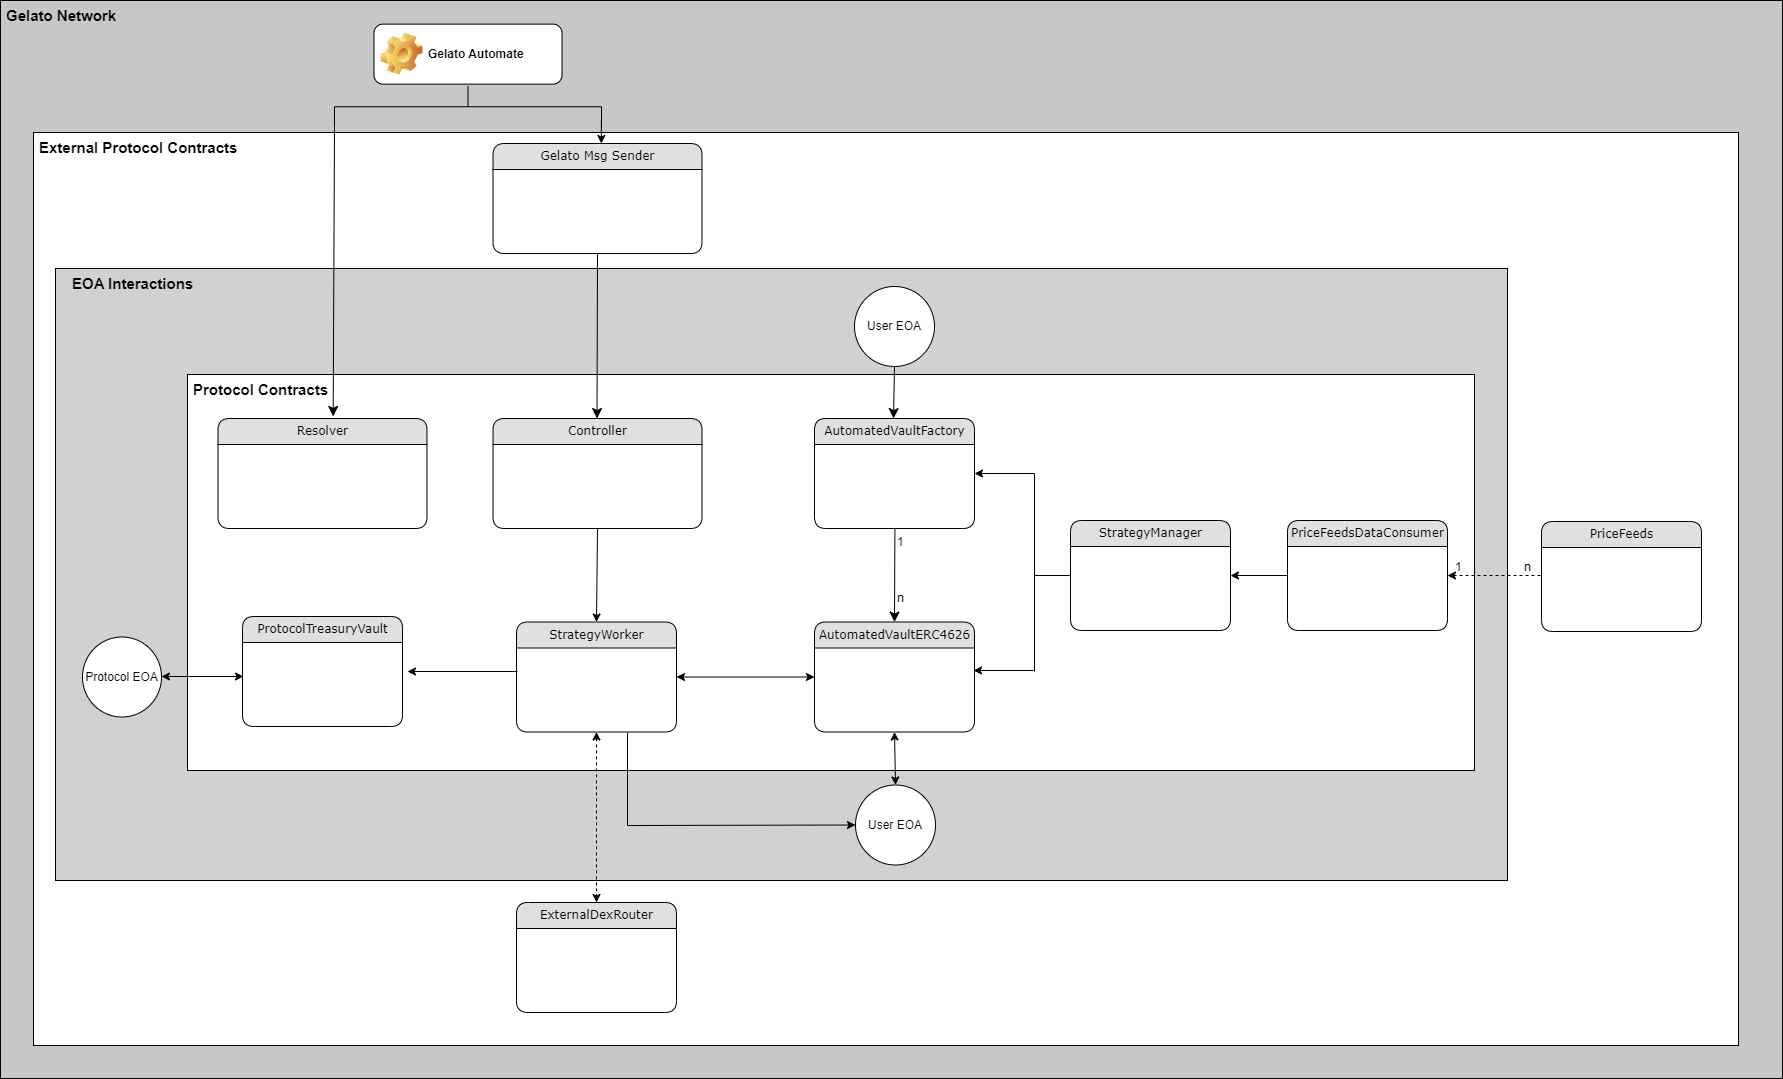 Gelato Network
Gelato Automate
External Protocol Contracts
Gelato Msg Sender
EOA Interactions
User EOA
Protocol Contracts
Resolver
Controller
AutomatedVaultFactory
StrategyManager
PriceFeedsDataConsumer
PriceFeeds
1
1
n
n
ProtocolTreasuryVault
StrategyWorker
AutomatedVaultERC4626
Protocol EOA
User EOA
ExternalDexRouter